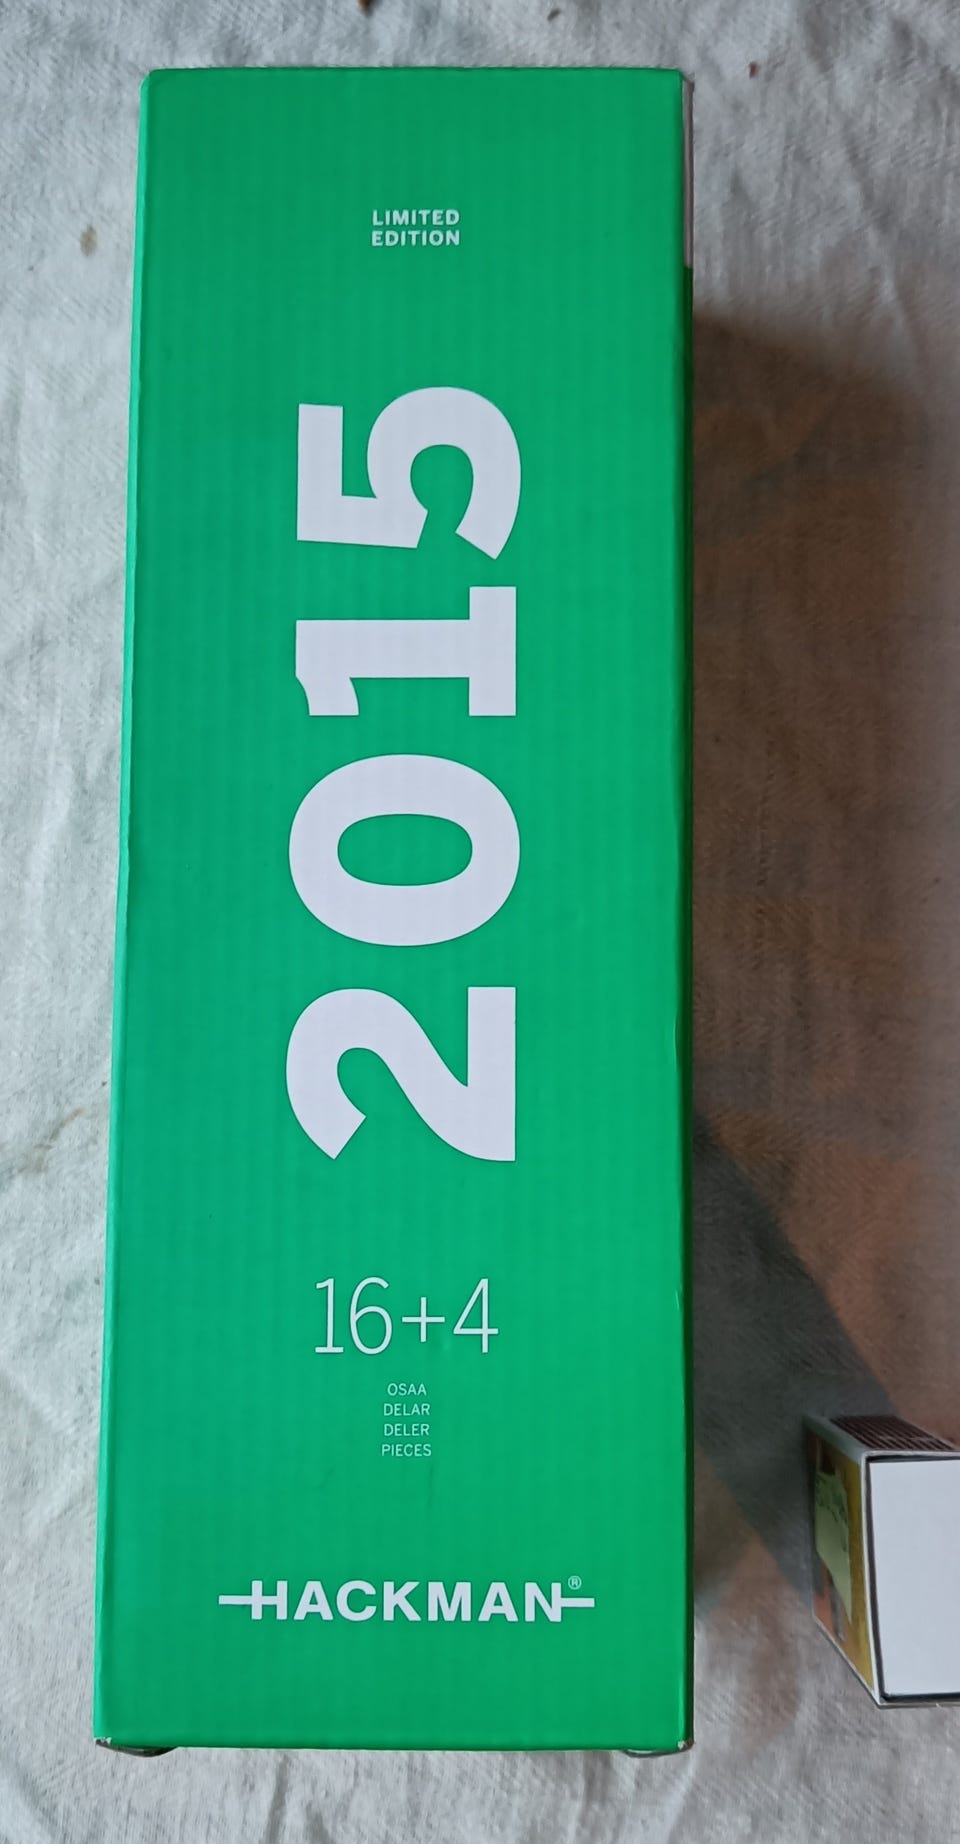 LIMITED
EDITION
2015
16+4
OSAA
DELAR
DELER
PIECES
HACKMAN®